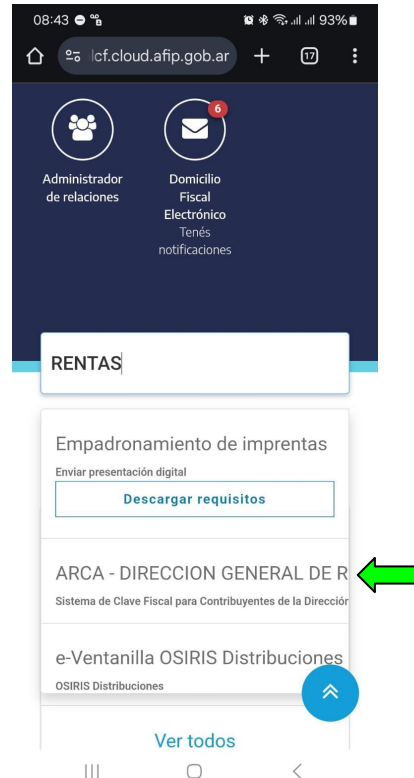 08:43
93%
lcf.cloud.afip.gob.ar
17
6
Administrador
de relaciones
Domicilio
Fiscal
Electrónico
Tenés
notificaciones
RENTAS
Empadronamiento de imprentas
Enviar presentación digital
Descargar requisitos
ARCA - DIRECCION GENERAL DE R
Sistema de Clave Fiscal para Contribuyentes de la Dirección
e-Ventanilla OSIRIS Distribuciones
OSIRIS Distribuciones
Ver todos